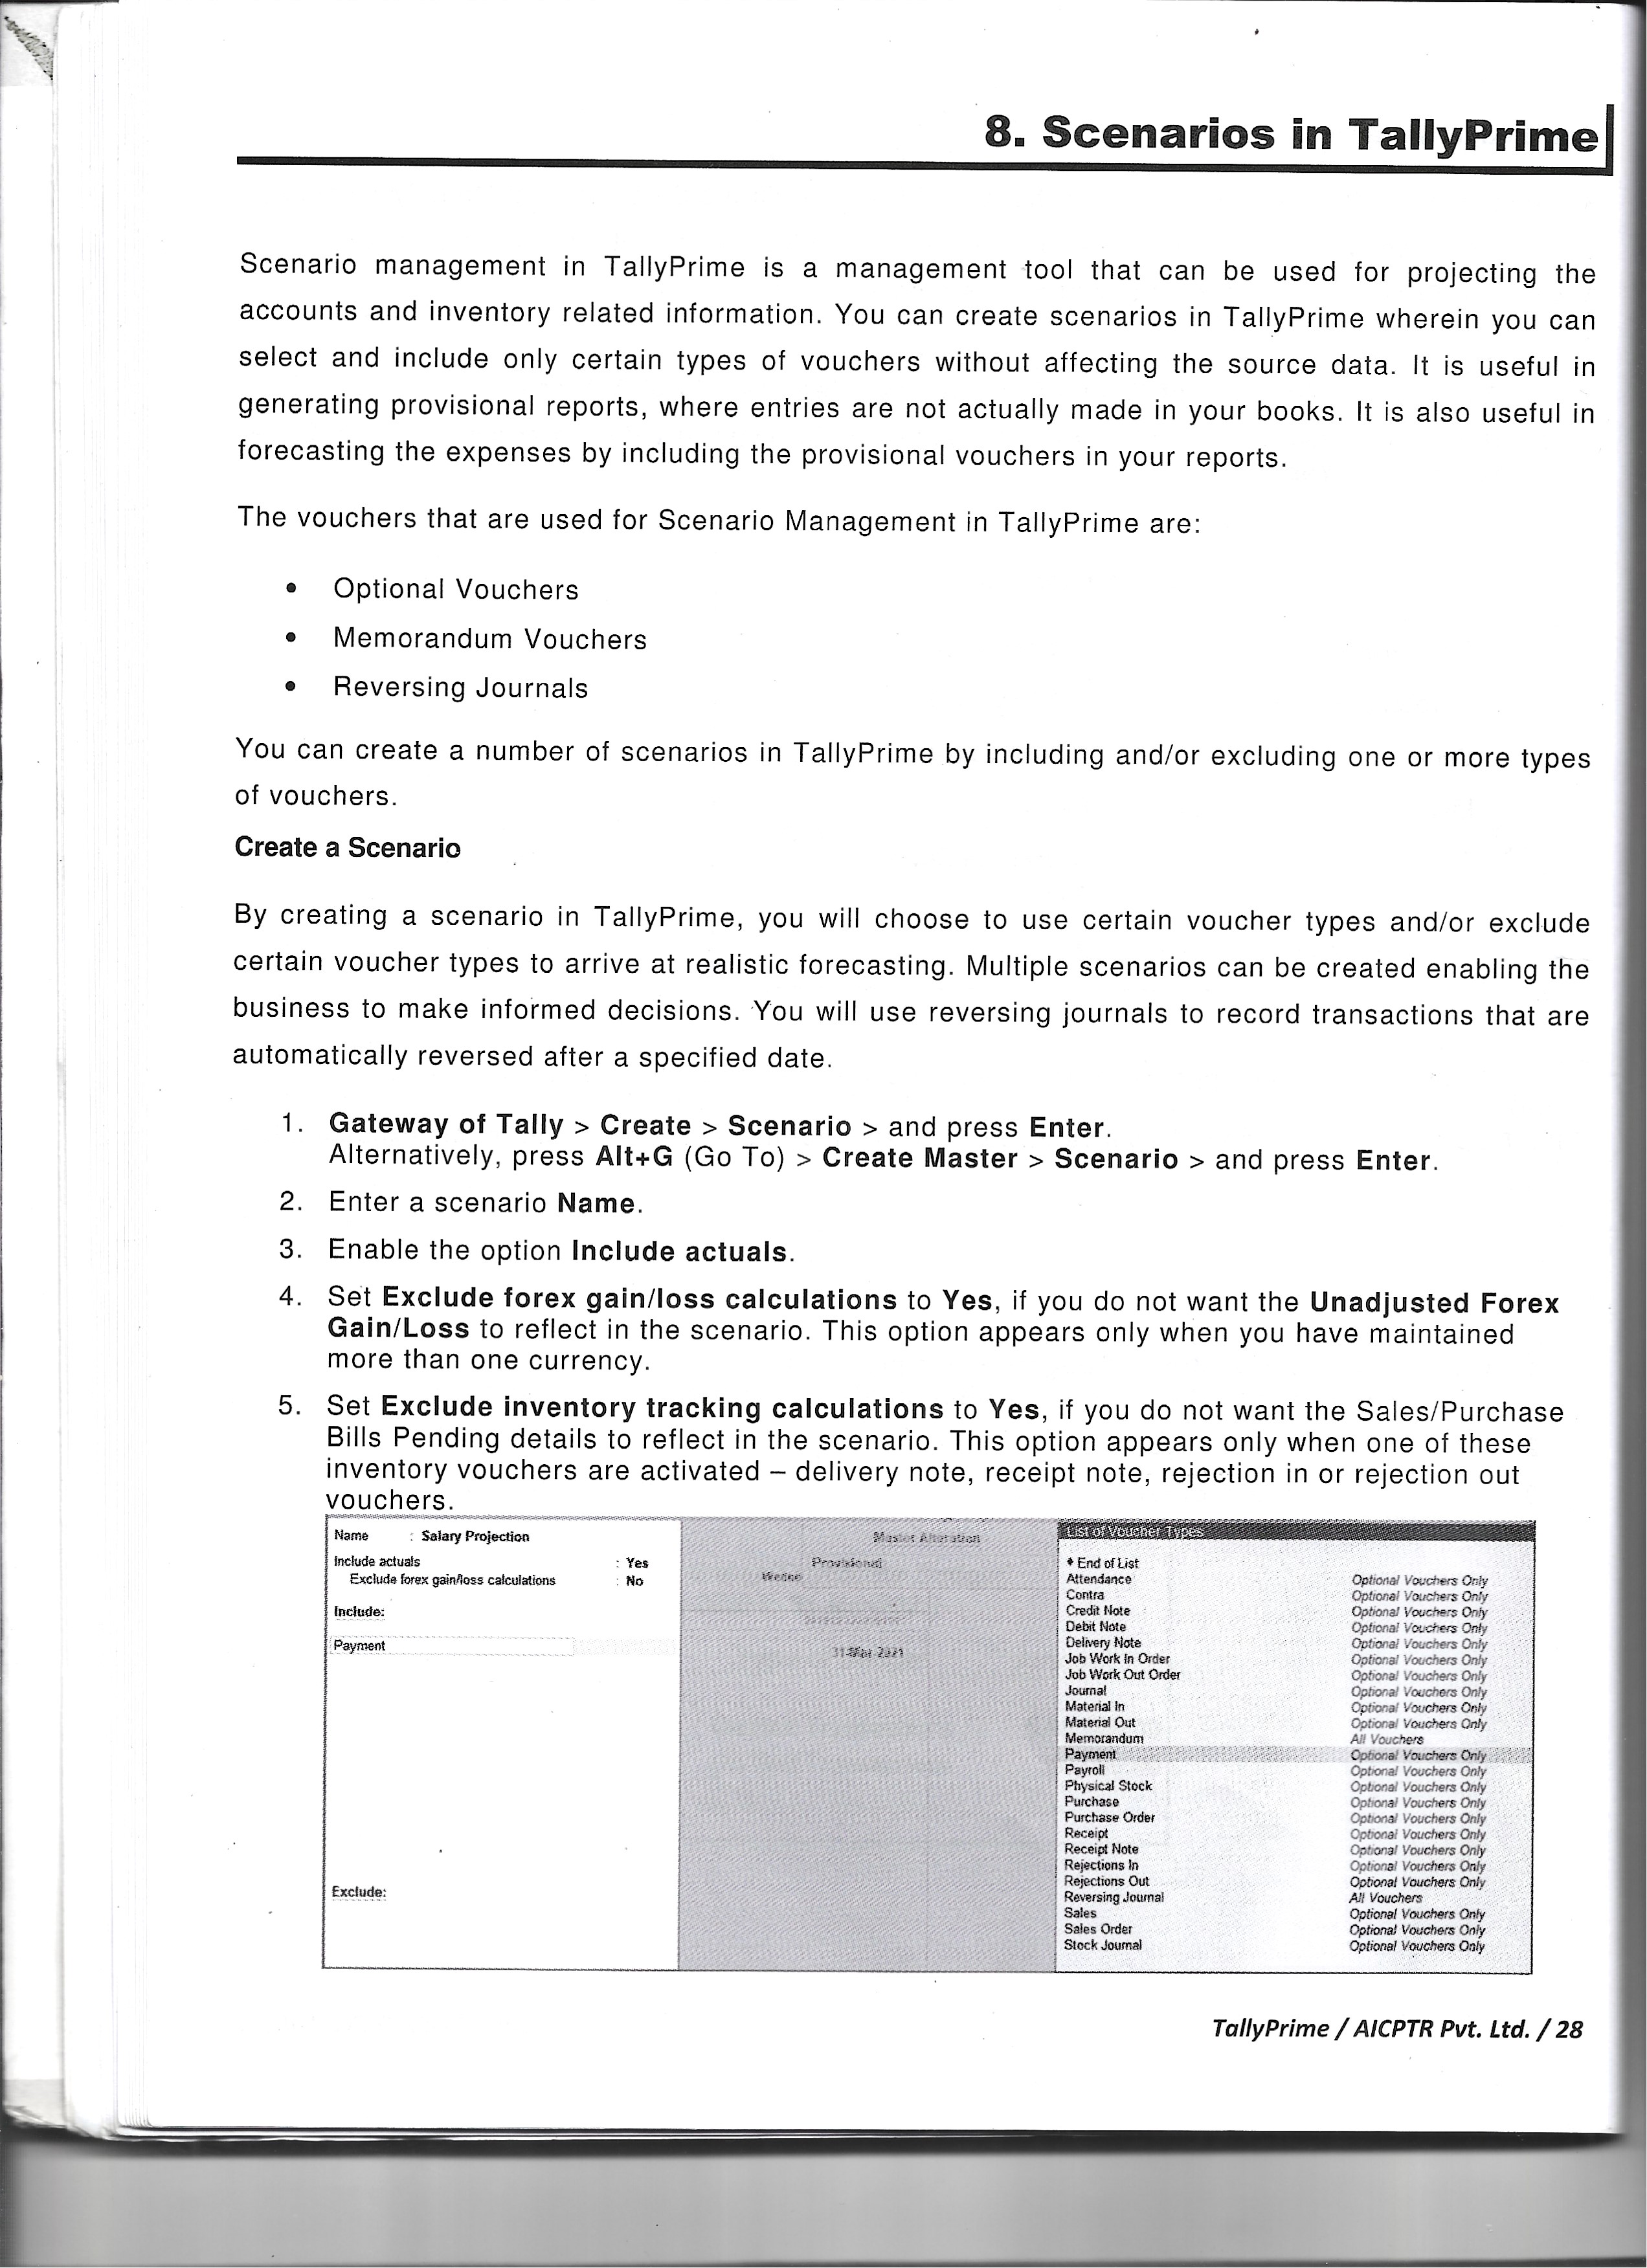 8. Scenarios in TallyPrime
Scenario management in TallyPrime is a management tool that can be used for projecting the
accounts and inventory related information. You can create scenarios in TallyPrime wherein you can
select and include only certain types of vouchers without affecting the source data. It is useful in
generating provisional reports, where entries are not actually made in your books. It is also useful in
forecasting the expenses by including the provisional vouchers in your reports.
The vouchers that are used for Scenario Management in TallyPrime are:
• Optional Vouchers
• Memorandum Vouchers
• Reversing Journals
You can create a number of scenarios in TallyPrime by including and/or excluding one or more types
of vouchers.
Create a Scenario
By creating a scenario in TallyPrime, you will choose to use certain voucher types and/or exclude
certain voucher types to arrive at realistic forecasting. Multiple scenarios can be created enabling the
business to make informed decisions. You will use reversing journals to record transactions that are
automatically reversed after a specified date.
1. Gateway of Tally > Create > Scenario > and press Enter.
Alternatively, press Alt+G (Go To) > Create Master > Scenario > and press Enter.
2. Enter a scenario Name.
3. Enable the option Include actuals.
4. Set Exclude forex gain/loss calculations to Yes, if you do not want the Unadjusted Forex
Gain/Loss to reflect in the scenario. This option appears only when you have maintained
more than one currency.
5. Set Exclude inventory tracking calculations to Yes, if you do not want the Sales/Purchase
Bills Pending details to reflect in the scenario. This option appears only when one of these
inventory vouchers are activated – delivery note, receipt note, rejection in or rejection out
vouchers.
Name : Salary Projection
Include actuals : Yes
Exclude forex gain/loss calculations : No
Include:
Payment
Exclude:
Master Alteration
Provisional
Wedge
31-Mar-2021
List of Voucher Types
♦ End of List
Attendance Optional Vouchers Only
Contra Optional Vouchers Only
Credit Note Optional Vouchers Only
Debit Note Optional Vouchers Only
Delivery Note Optional Vouchers Only
Job Work In Order Optional Vouchers Only
Job Work Out Order Optional Vouchers Only
Journal Optional Vouchers Only
Material In Optional Vouchers Only
Material Out Optional Vouchers Only
Memorandum All Vouchers
Payment Optional Vouchers Only
Payroll Optional Vouchers Only
Physical Stock Optional Vouchers Only
Purchase Optional Vouchers Only
Purchase Order Optional Vouchers Only
Receipt Optional Vouchers Only
Receipt Note Optional Vouchers Only
Rejections In Optional Vouchers Only
Rejections Out Optional Vouchers Only
Reversing Journal All Vouchers
Sales Optional Vouchers Only
Sales Order Optional Vouchers Only
Stock Journal Optional Vouchers Only
TallyPrime / AICPTR Pvt. Ltd. / 28